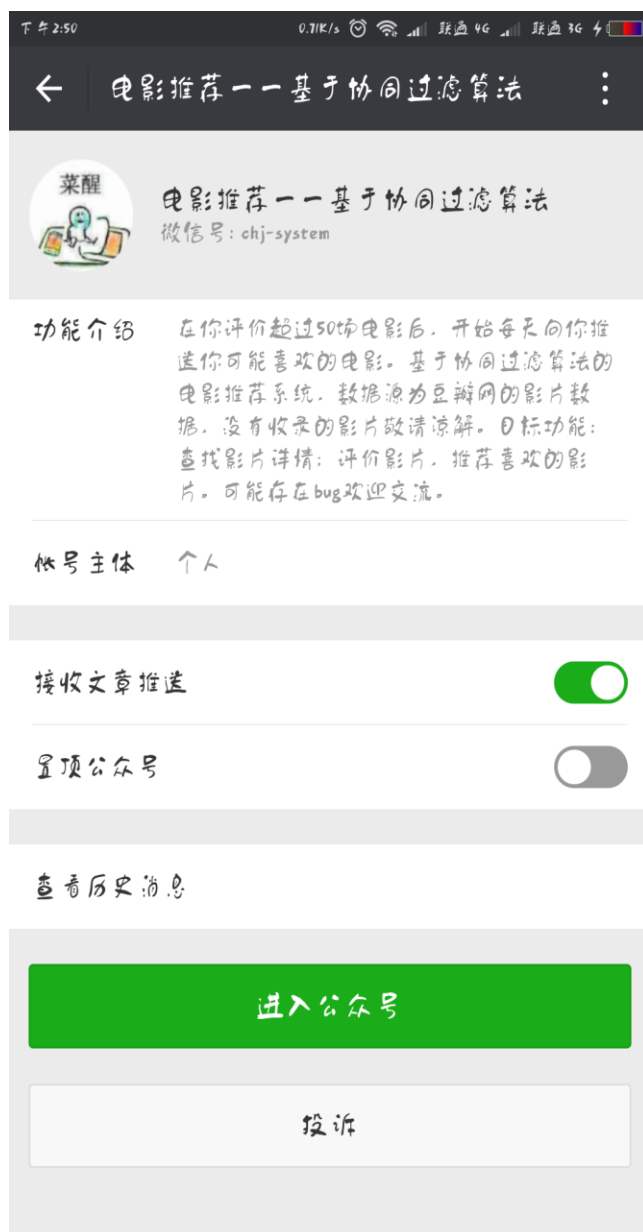 下午2:50 0.71K/s 联通 4G 联通 3G
电影推荐——基于协同过滤算法
菜醒
电影推荐——基于协同过滤算法
微信号: chj-system
功能介绍
在你评价超过50场电影后，开始每天向你推
送你可能喜欢的电影。基于协同过滤算法的
电影推荐系统，数据源为豆瓣网的影片数
据，没有收录的影片敬请谅解。目标功能：
查找影片详情；评价影片，推荐喜欢的影
片。可能存在bug欢迎交流。
帐号主体 个人
接收文章推送
置顶公众号
查看历史消息
进入公众号
投诉